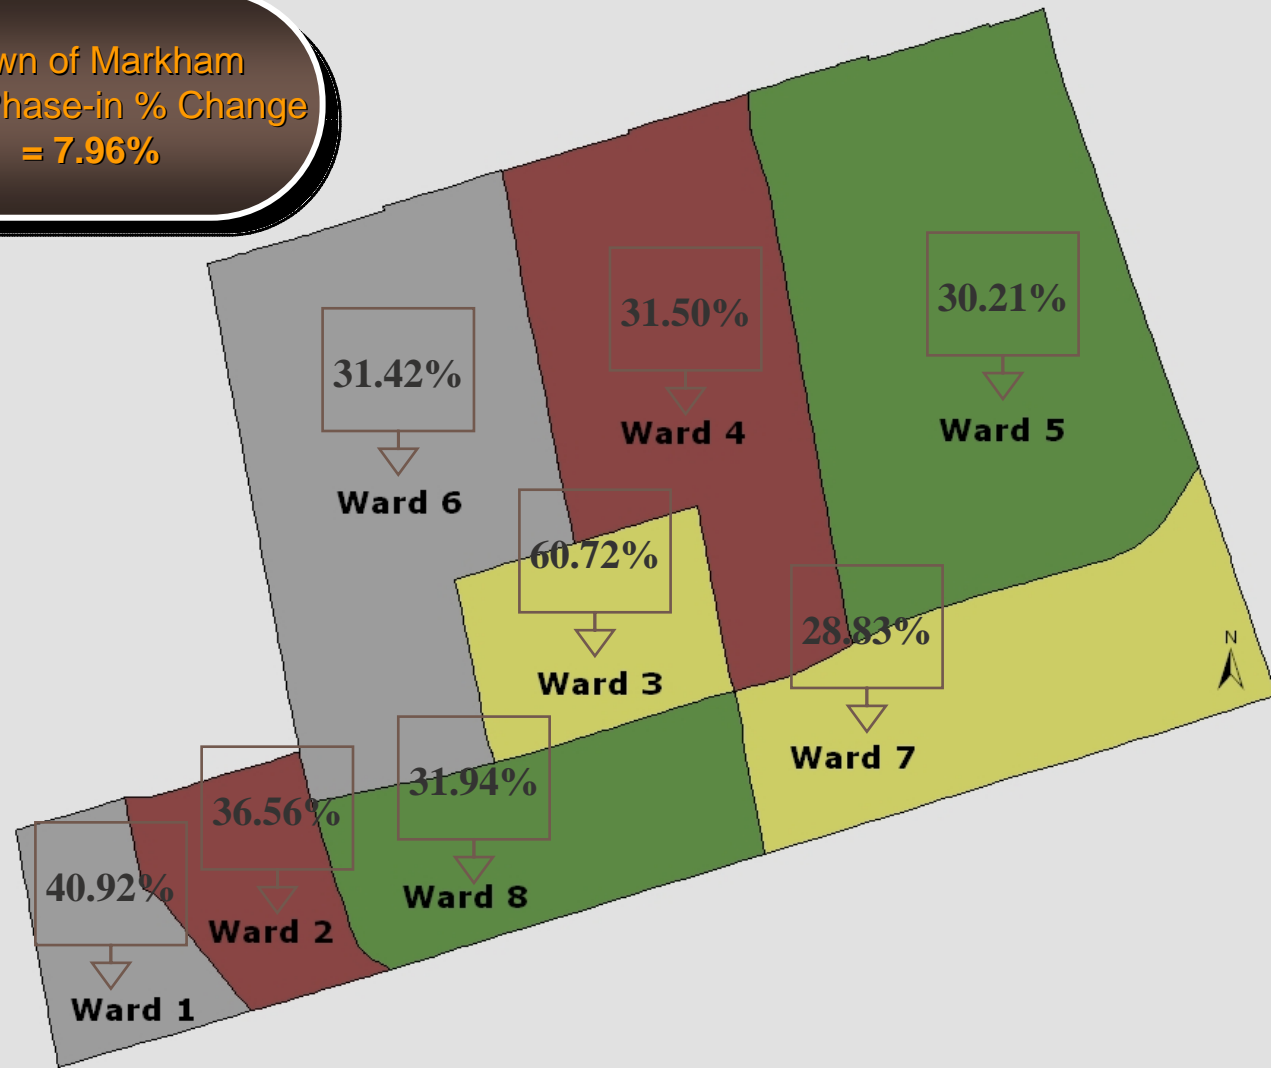 wn of Markham
hase-in % Change
= 7.96%
30.21%
31.50%
31.42%
Ward 5
Ward 4
Ward 6
60.72%
28.83%
N
Ward 3
Ward 7
31.94%
36.56%
40.92%
Ward 8
Ward 2
Ward 1